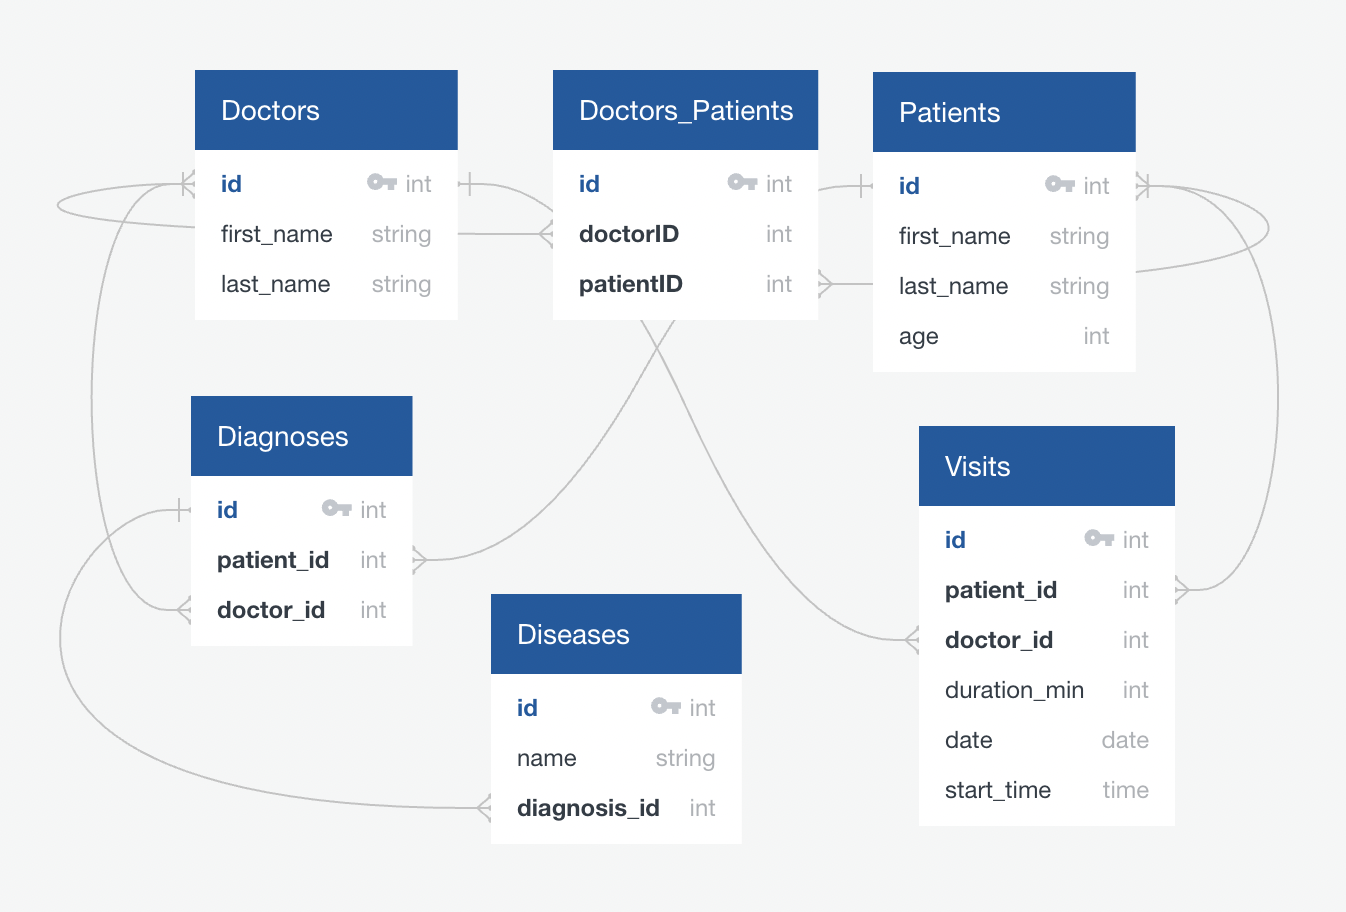 Doctors
id int
first_name string
last_name string
Doctors_Patients
id int
doctorID int
patientID int
Patients
id int
first_name string
last_name string
age int
Diagnoses
id int
patient_id int
doctor_id int
Diseases
id int
name string
diagnosis_id int
Visits
id int
patient_id int
doctor_id int
duration_min int
date date
start_time time